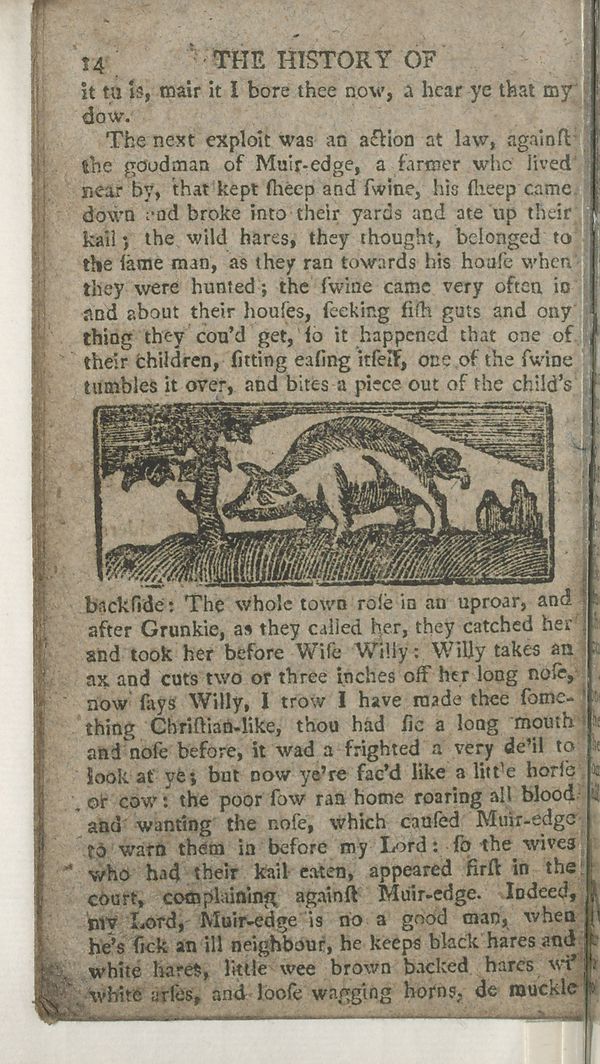 14 THE HISTORY OF
it tu is, mair it I bore thee now, a hear ye that my
dow.
The next exploit was an action at law, againſt
the goodman of Muir-edge, a farmer who lived
near by, that kept ſheep and ſwine, his ſheep came
down and broke into their yards and ate up their
kail; the wild hares, they thought, belonged to
the ſame man, as they ran towards his houſe when
they were hunted; the ſwine came very often in
and about their houſes, ſeeking fiſh guts and ony
thing they cou'd get, ſo it happened that one of
their children, ſitting eaſing itſelf, one of the ſwine
tumbles it over, and bites a piece out of the child's
backſide: The whole town roſe in an uproar, and
after Grunkie, as they called her, they catched her
and took her before Wiſe Willy: Willy takes an
ax and cuts two or three inches off her long noſe,
now ſays Willy, I trow I have made thee ſome-
thing Chriſtian-like, thou had ſic a long mouth
and noſe before, it wad a frighted a very de'il to
look at ye; but now ye're fac'd like a little horſe
or cow: the poor ſow ran home roaring all blood
and wanting the noſe, which cauſed Muir-edge
to warn them in before my Lord: ſo the wives
who had their kail eaten, appeared firſt in the
court, complaining againſt Muir-edge. Indeed,
my Lord, Muir-edge is no a good man, when
he's ſick an ill neighbour, he keeps black hares and
white hares, little wee brown backed hares wi'
white arſes, and looſe wagging horns, de muckle